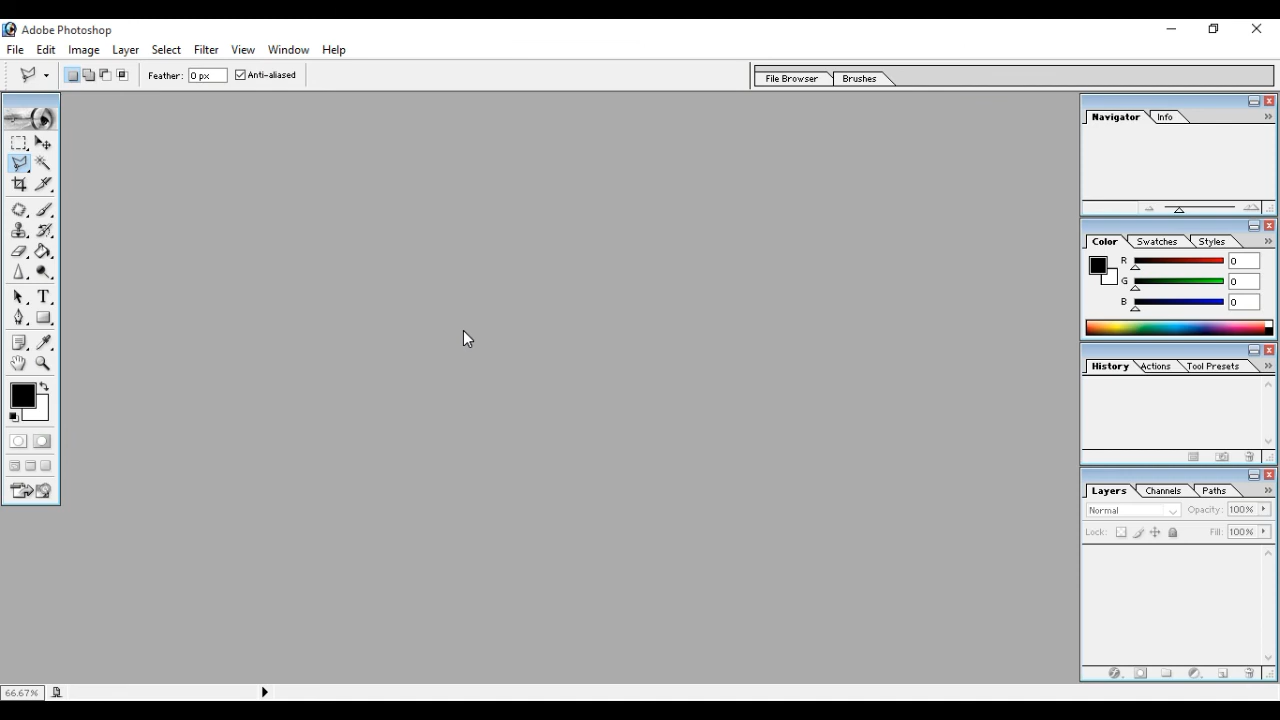 Adobe Photoshop
File Edit Image Layer Select Filter View Window Help
Feather: 0 px Anti-aliased File Browser Brushes
Navigator Info
Color Swatches Styles
R 0
G 0
B 0
T
History Actions Tool Presets
Layers Channels Paths
Normal Opacity: 100%
Lock: Fill: 100%
66.67%